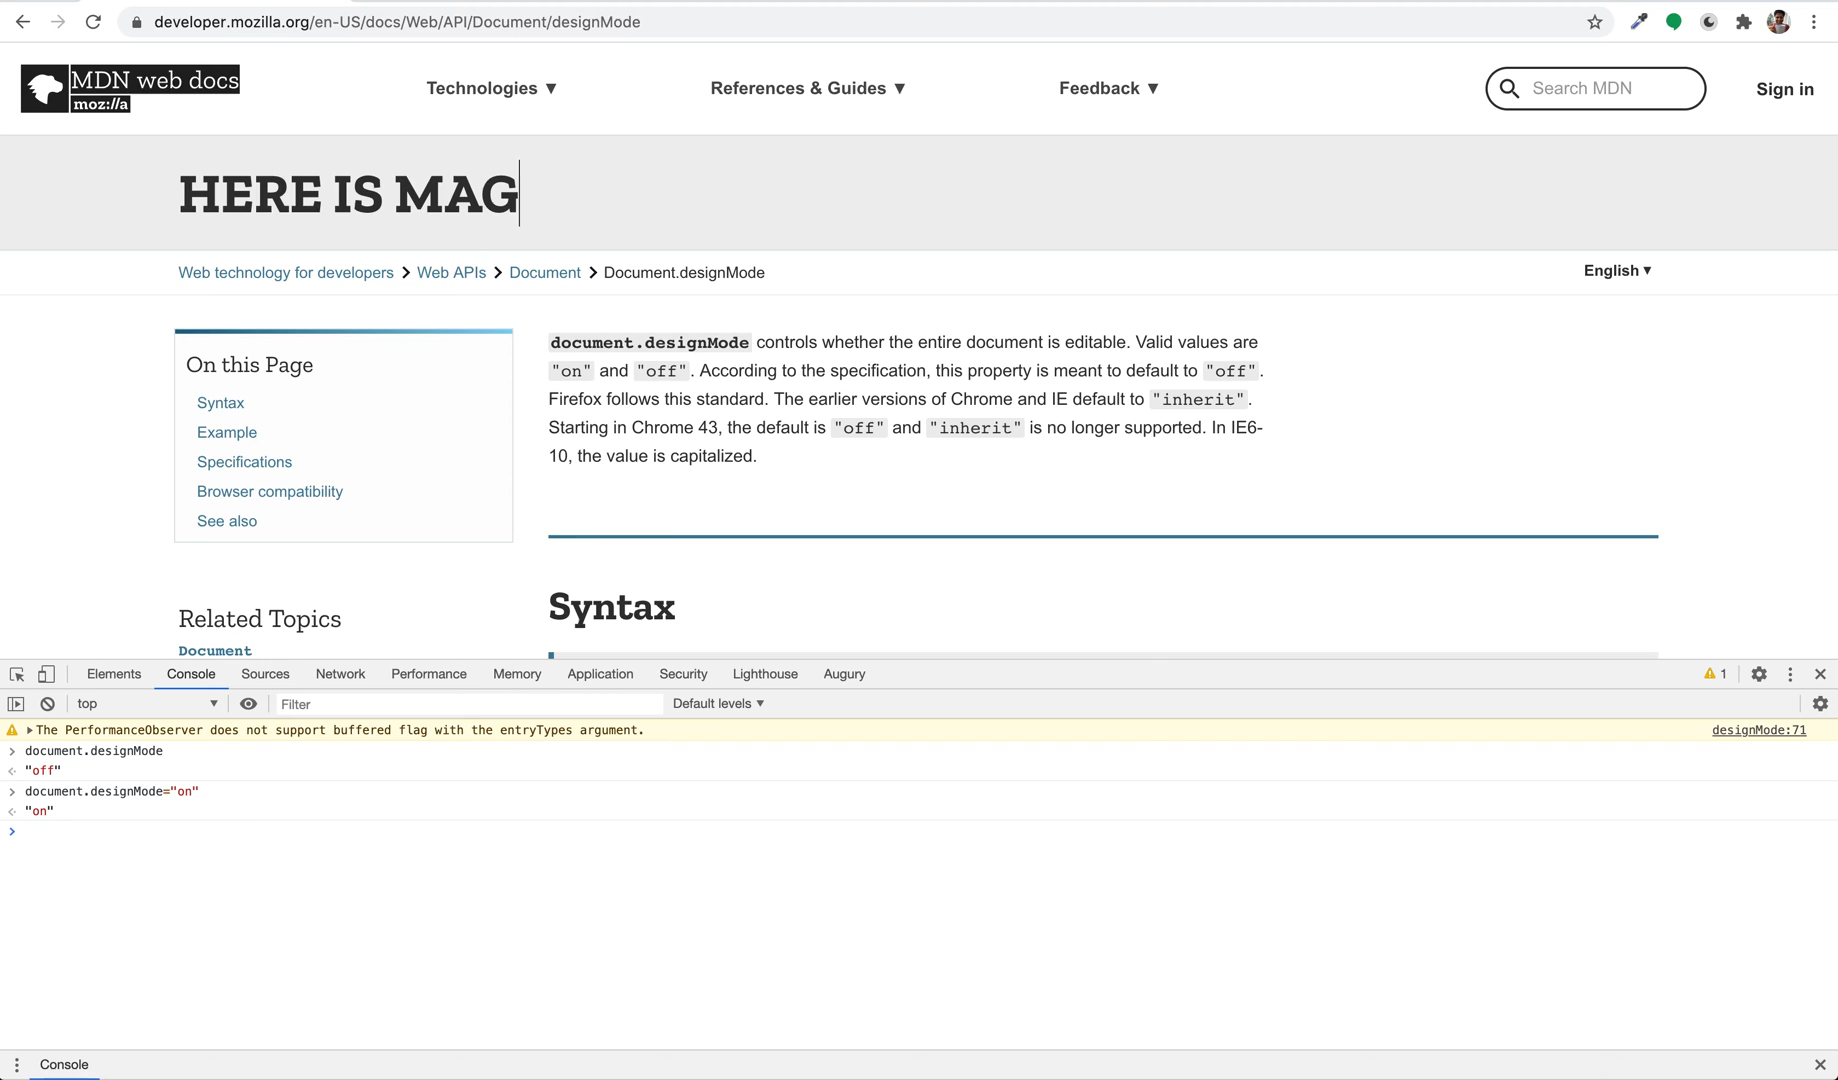 developer.mozilla.org/en-US/docs/Web/API/Document/designMode
MDN web docs
moz://a
Technologies ▼
References & Guides ▼
Feedback ▼
Search MDN
Sign in
HERE IS MAG
Web technology for developers > Web APIs > Document > Document.designMode
English ▼
On this Page
Syntax
Example
Specifications
Browser compatibility
See also
Related Topics
Document
document.designMode controls whether the entire document is editable. Valid values are
"on" and "off". According to the specification, this property is meant to default to "off".
Firefox follows this standard. The earlier versions of Chrome and IE default to "inherit".
Starting in Chrome 43, the default is "off" and "inherit" is no longer supported. In IE6-
10, the value is capitalized.
Syntax
Elements Console Sources Network Performance Memory Application Security Lighthouse Augury
1
top ▼
Filter
Default levels ▼
The PerformanceObserver does not support buffered flag with the entryTypes argument.
designMode:71
> document.designMode
"off"
> document.designMode="on"
"on"
>
Console